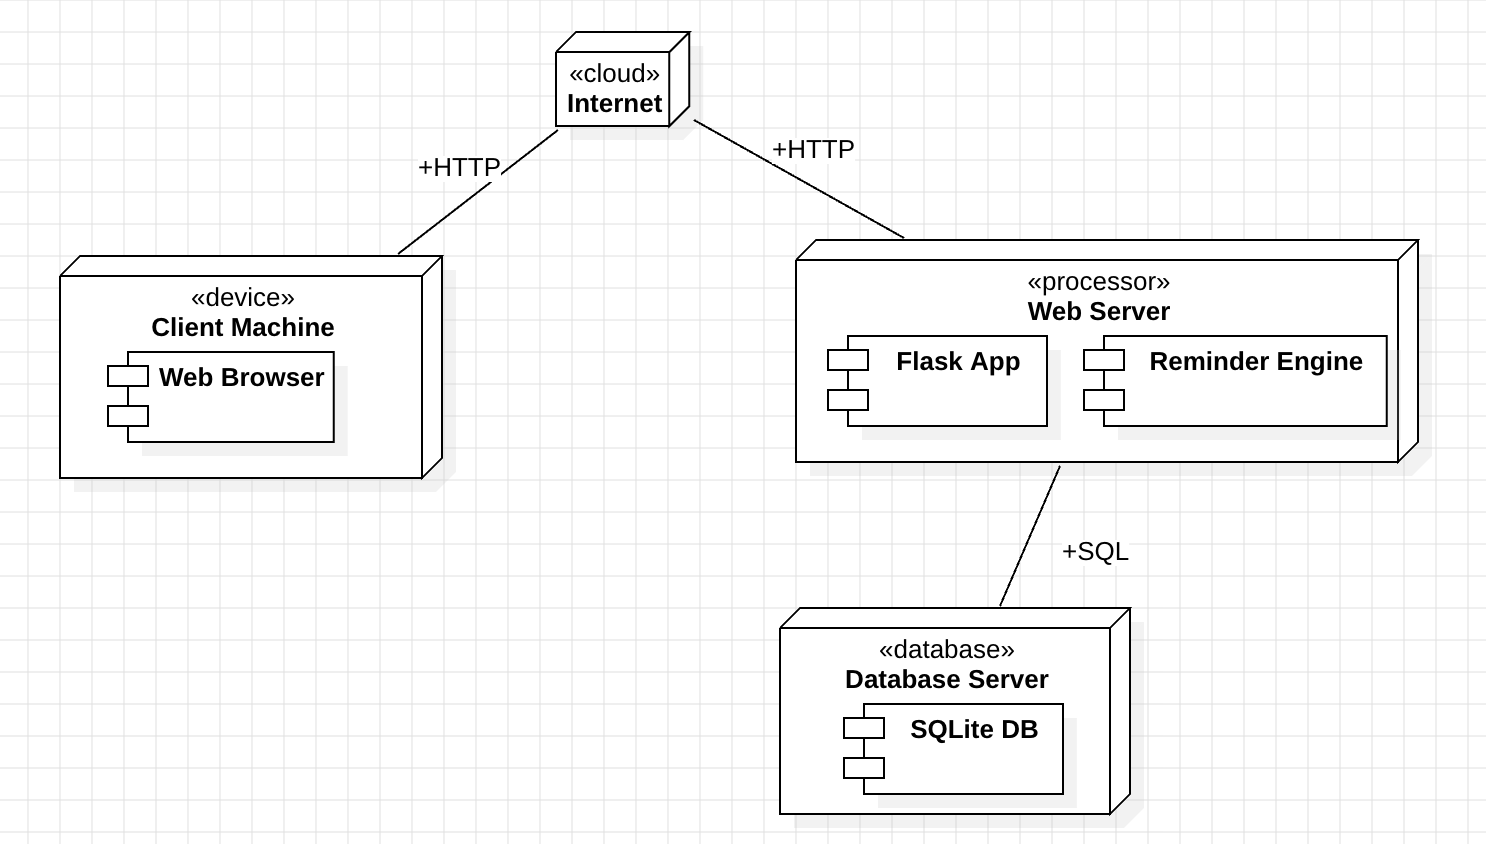 «cloud»
Internet
+HTTP
+HTTP
«device»
Client Machine
Web Browser
«processor»
Web Server
Flask App
Reminder Engine
+SQL
«database»
Database Server
SQLite DB